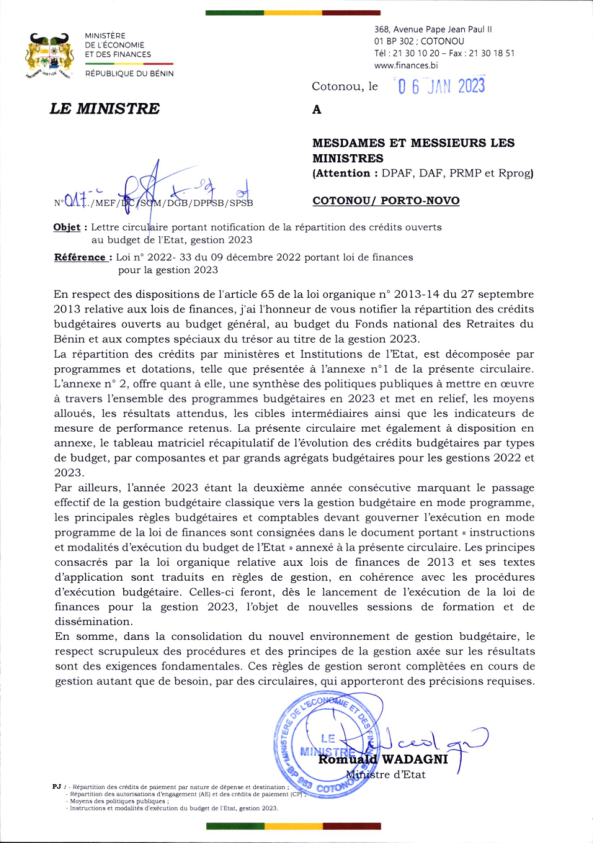 MINISTÈRE
DE L'ÉCONOMIE
ET DES FINANCES
RÉPUBLIQUE DU BÉNIN
368, Avenue Pape Jean Paul II
01 BP 302 ; COTONOU
Tél : 21 30 10 20 – Fax : 21 30 18 51
www.finances.bj
Cotonou, le 06 JAN 2023
LE MINISTRE
A
MESDAMES ET MESSIEURS LES
MINISTRES
(Attention : DPAF, DAF, PRMP et Rprog)
N°017-c/MEF/DC/SGM/DGB/DPPSB/SPSB
COTONOU/ PORTO-NOVO
Objet : Lettre circulaire portant notification de la répartition des crédits ouverts
au budget de l'Etat, gestion 2023
Référence : Loi n° 2022- 33 du 09 décembre 2022 portant loi de finances
pour la gestion 2023
En respect des dispositions de l'article 65 de la loi organique n° 2013-14 du 27 septembre
2013 relative aux lois de finances, j'ai l'honneur de vous notifier la répartition des crédits
budgétaires ouverts au budget général, au budget du Fonds national des Retraites du
Bénin et aux comptes spéciaux du trésor au titre de la gestion 2023.
La répartition des crédits par ministères et Institutions de l'Etat, est décomposée par
programmes et dotations, telle que présentée à l'annexe n°1 de la présente circulaire.
L'annexe n° 2, offre quant à elle, une synthèse des politiques publiques à mettre en œuvre
à travers l'ensemble des programmes budgétaires en 2023 et met en relief, les moyens
alloués, les résultats attendus, les cibles intermédiaires ainsi que les indicateurs de
mesure de performance retenus. La présente circulaire met également à disposition en
annexe, le tableau matriciel récapitulatif de l'évolution des crédits budgétaires par types
de budget, par composantes et par grands agrégats budgétaires pour les gestions 2022 et
2023.
Par ailleurs, l'année 2023 étant la deuxième année consécutive marquant le passage
effectif de la gestion budgétaire classique vers la gestion budgétaire en mode programme,
les principales règles budgétaires et comptables devant gouverner l'exécution en mode
programme de la loi de finances sont consignées dans le document portant « instructions
et modalités d'exécution du budget de l'Etat » annexé à la présente circulaire. Les principes
consacrés par la loi organique relative aux lois de finances de 2013 et ses textes
d'application sont traduits en règles de gestion, en cohérence avec les procédures
d'exécution budgétaire. Celles-ci feront, dès le lancement de l'exécution de la loi de
finances pour la gestion 2023, l'objet de nouvelles sessions de formation et de
dissémination.
En somme, dans la consolidation du nouvel environnement de gestion budgétaire, le
respect scrupuleux des procédures et des principes de la gestion axée sur les résultats
sont des exigences fondamentales. Ces règles de gestion seront complètées en cours de
gestion autant que de besoin, par des circulaires, qui apporteront des précisions requises.
MINISTÈRE DE L'ÉCONOMIE ET DES
LE
MINISTRE
COTONOU
Romuald WADAGNI
Ministre d'Etat
PJ : - Répartition des crédits de paiement par nature de dépense et destination ;
- Répartition des autorisations d'engagement (AE) et des crédits de paiement (CP) ;
- Moyens des politiques publiques ;
- Instructions et modalités d'exécution du budget de l'Etat, gestion 2023.